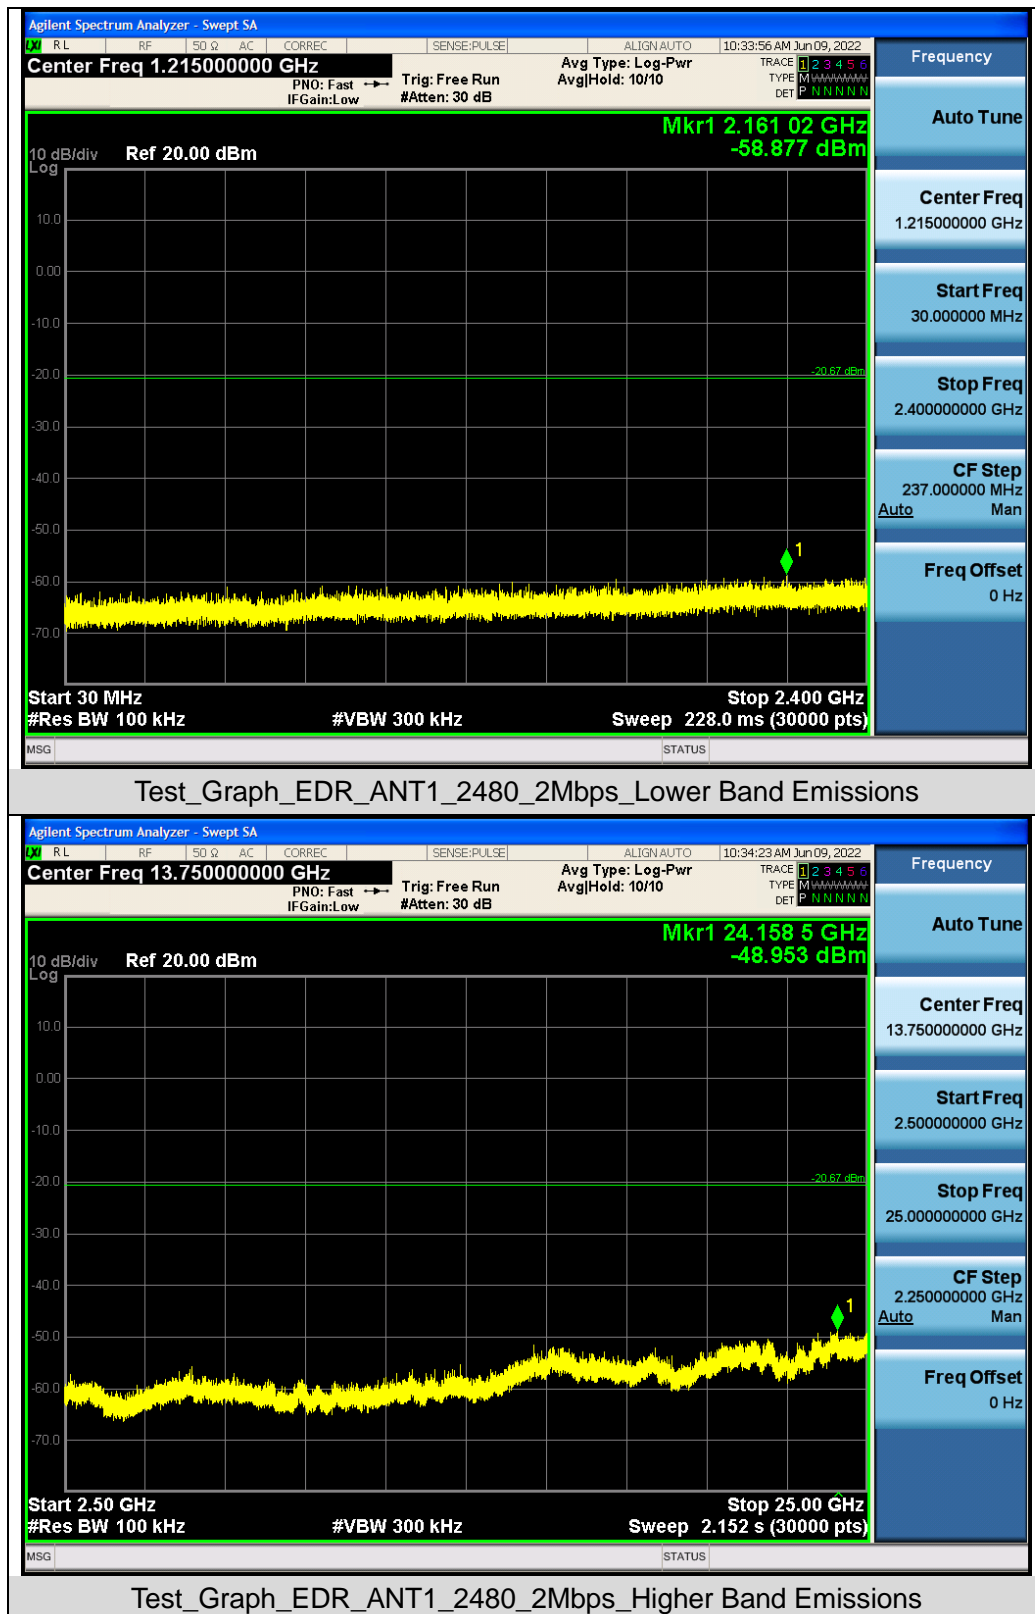 Agilent Spectrum Analyzer - Swept SA
LXI RL RF 50 Ω AC CORREC SENSE:PULSE ALIGN AUTO 10:33:56 AM Jun 09, 2022
Center Freq 1.215000000 GHz
PNO: Fast
IFGain:Low
Trig: Free Run
#Atten: 30 dB
Avg Type: Log-Pwr
Avg|Hold: 10/10
TRACE 1 2 3 4 5 6
TYPE M WWWWW
DET P N N N N N
Mkr1 2.161 02 GHz
-58.877 dBm
10 dB/div
Log
Ref 20.00 dBm
10.0
0.00
-10.0
-20.0
-20.67 dBm
-30.0
-40.0
-50.0
1
-60.0
-70.0
Start 30 MHz
Stop 2.400 GHz
#Res BW 100 kHz
#VBW 300 kHz
Sweep 228.0 ms (30000 pts)
MSG
STATUS
Frequency
Auto Tune
Center Freq
1.215000000 GHz
Start Freq
30.000000 MHz
Stop Freq
2.400000000 GHz
CF Step
237.000000 MHz
Auto Man
Freq Offset
0 Hz
Test_Graph_EDR_ANT1_2480_2Mbps_Lower Band Emissions
Agilent Spectrum Analyzer - Swept SA
LXI RL RF 50 Ω AC CORREC SENSE:PULSE ALIGN AUTO 10:34:23 AM Jun 09, 2022
Center Freq 13.750000000 GHz
PNO: Fast
IFGain:Low
Trig: Free Run
#Atten: 30 dB
Avg Type: Log-Pwr
Avg|Hold: 10/10
TRACE 1 2 3 4 5 6
TYPE M WWWWW
DET P N N N N N
Mkr1 24.158 5 GHz
-48.953 dBm
10 dB/div
Log
Ref 20.00 dBm
10.0
0.00
-10.0
-20.0
-20.67 dBm
-30.0
-40.0
1
-50.0
-60.0
-70.0
Start 2.50 GHz
Stop 25.00 GHz
#Res BW 100 kHz
#VBW 300 kHz
Sweep 2.152 s (30000 pts)
MSG
STATUS
Frequency
Auto Tune
Center Freq
13.750000000 GHz
Start Freq
2.500000000 GHz
Stop Freq
25.000000000 GHz
CF Step
2.250000000 GHz
Auto Man
Freq Offset
0 Hz
Test_Graph_EDR_ANT1_2480_2Mbps_Higher Band Emissions